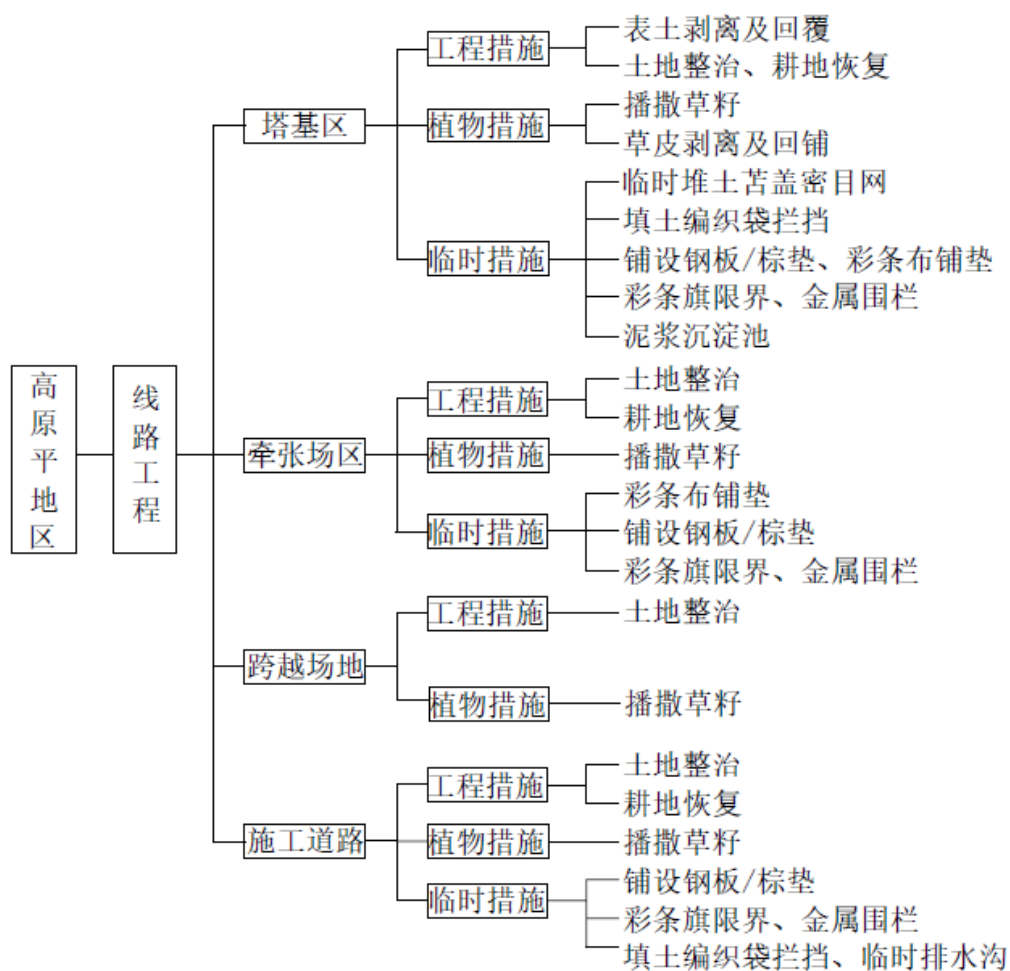 高原平地区
线路工程
塔基区
工程措施
表土剥离及回覆
土地整治、耕地恢复
植物措施
播撒草籽
草皮剥离及回铺
临时措施
临时堆土苫盖密目网
填土编织袋拦挡
铺设钢板/棕垫、彩条布铺垫
彩条旗限界、金属围栏
泥浆沉淀池
牵张场区
工程措施
土地整治
耕地恢复
植物措施
播撒草籽
临时措施
彩条布铺垫
铺设钢板/棕垫
彩条旗限界、金属围栏
跨越场地
工程措施
土地整治
植物措施
播撒草籽
施工道路
工程措施
土地整治
耕地恢复
植物措施
播撒草籽
临时措施
铺设钢板/棕垫
彩条旗限界、金属围栏
填土编织袋拦挡、临时排水沟